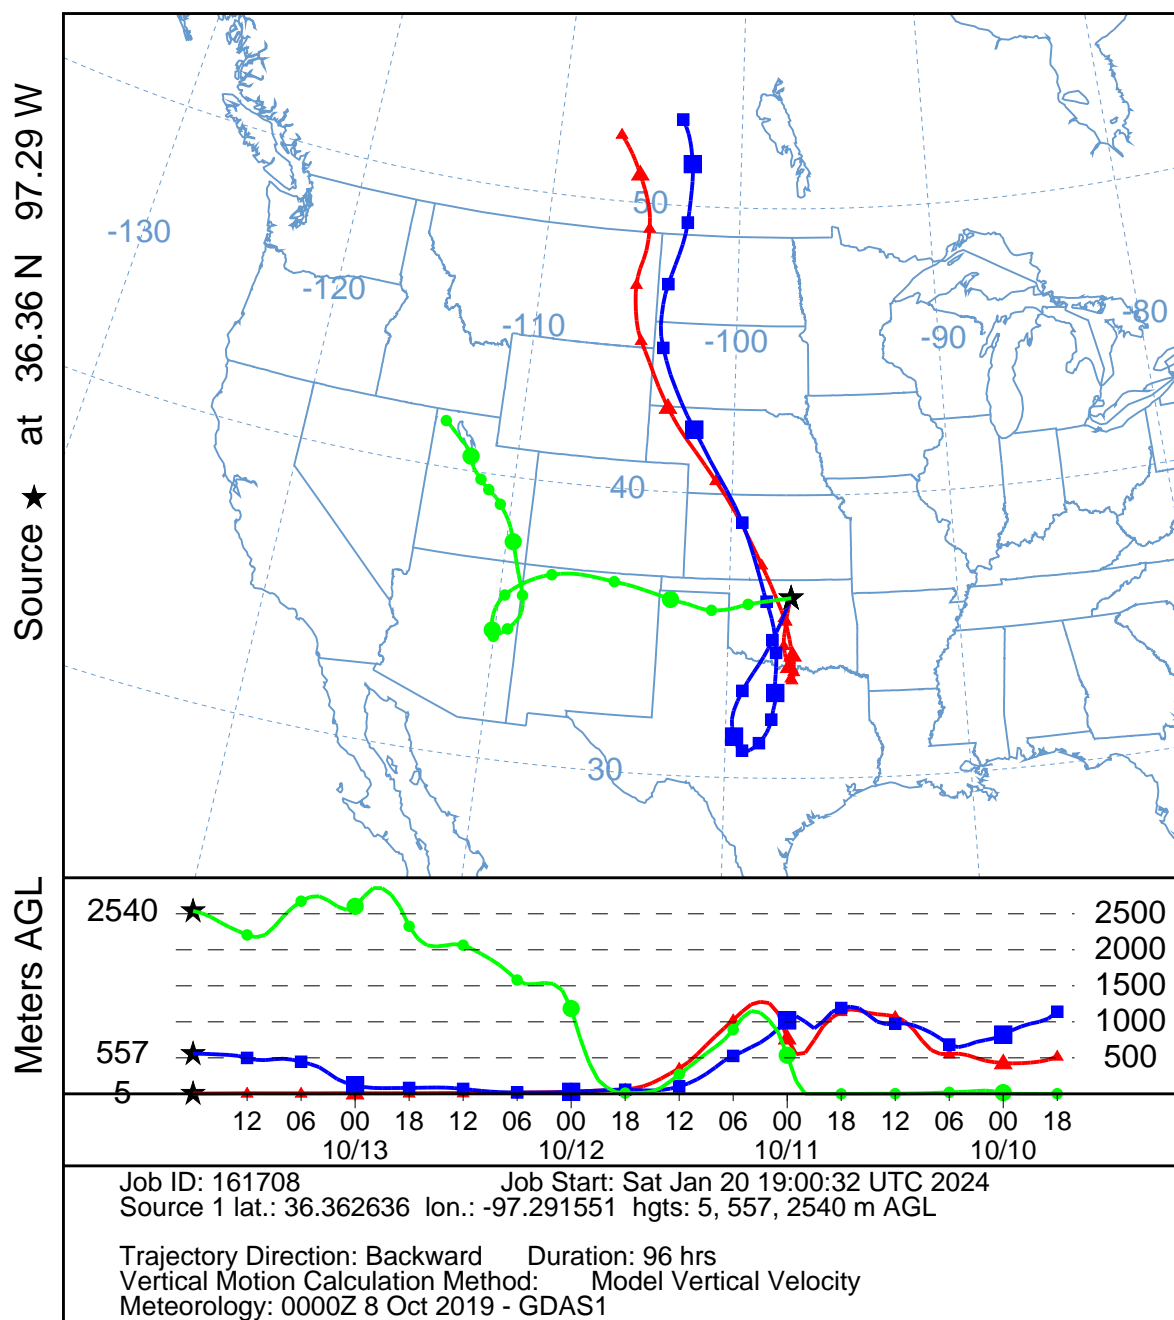 Source ★ at 36.36 N 97.29 W
-130
-120
-110
-100
-90
-80
50
40
30
Meters AGL
2540
557
5
2500
2000
1500
1000
500
12 06 00 18 12 06 00 18 12 06 00 18 12 06 00 18
10/13 10/12 10/11 10/10
Job ID: 161708 Job Start: Sat Jan 20 19:00:32 UTC 2024
Source 1 lat.: 36.362636 lon.: -97.291551 hgts: 5, 557, 2540 m AGL
Trajectory Direction: Backward Duration: 96 hrs
Vertical Motion Calculation Method: Model Vertical Velocity
Meteorology: 0000Z 8 Oct 2019 - GDAS1